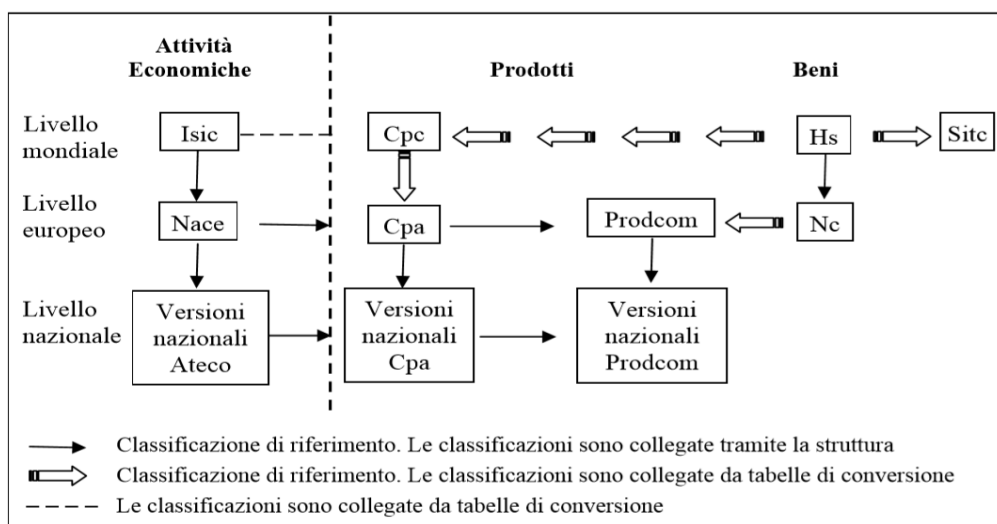 Attività
Economiche
Prodotti
Beni
Livello
mondiale
Isic
Cpc
Hs
Sitc
Livello
europeo
Nace
Cpa
Prodcom
Nc
Livello
nazionale
Versioni
nazionali
Ateco
Versioni
nazionali
Cpa
Versioni
nazionali
Prodcom
Classificazione di riferimento. Le classificazioni sono collegate tramite la struttura
Classificazione di riferimento. Le classificazioni sono collegate da tabelle di conversione
Le classificazioni sono collegate da tabelle di conversione